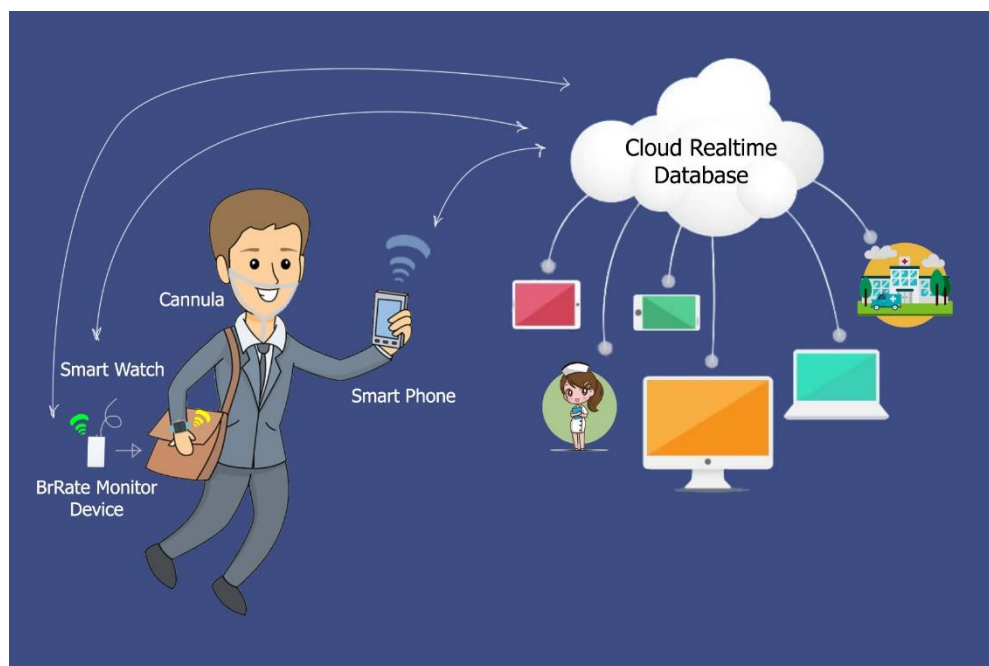 Cloud Realtime
Database
Cannula
Smart Watch
Smart Phone
BrRate Monitor
Device